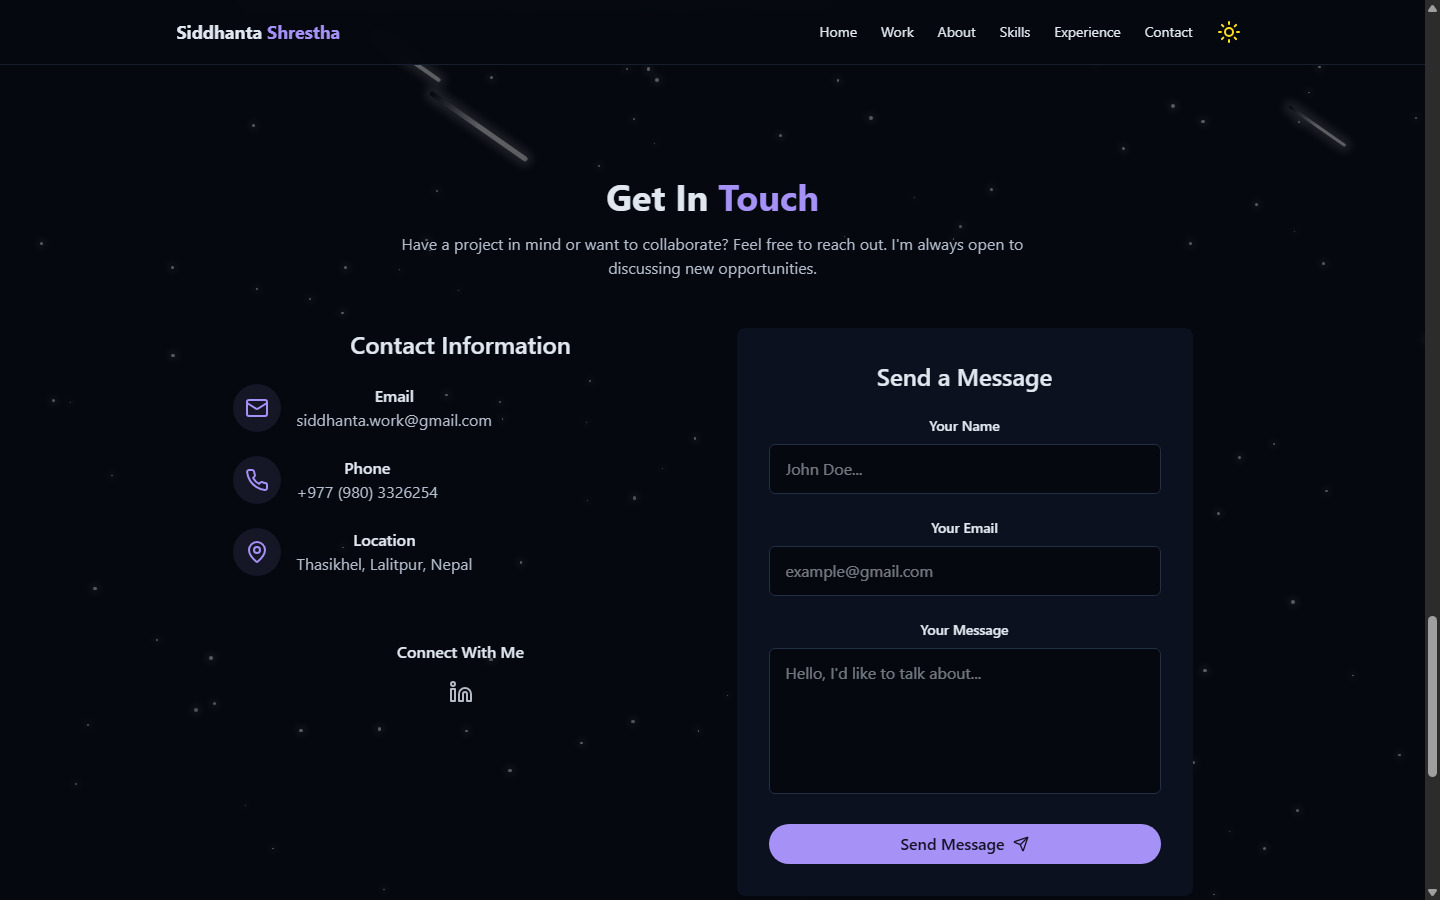 Siddhanta Shrestha
Home Work About Skills Experience Contact
Get In Touch
Have a project in mind or want to collaborate? Feel free to reach out. I'm always open to
discussing new opportunities.
Contact Information
Email
siddhanta.work@gmail.com
Phone
+977 (980) 3326254
Location
Thasikhel, Lalitpur, Nepal
Connect With Me
Send a Message
Your Name
John Doe...
Your Email
example@gmail.com
Your Message
Hello, I'd like to talk about...
Send Message